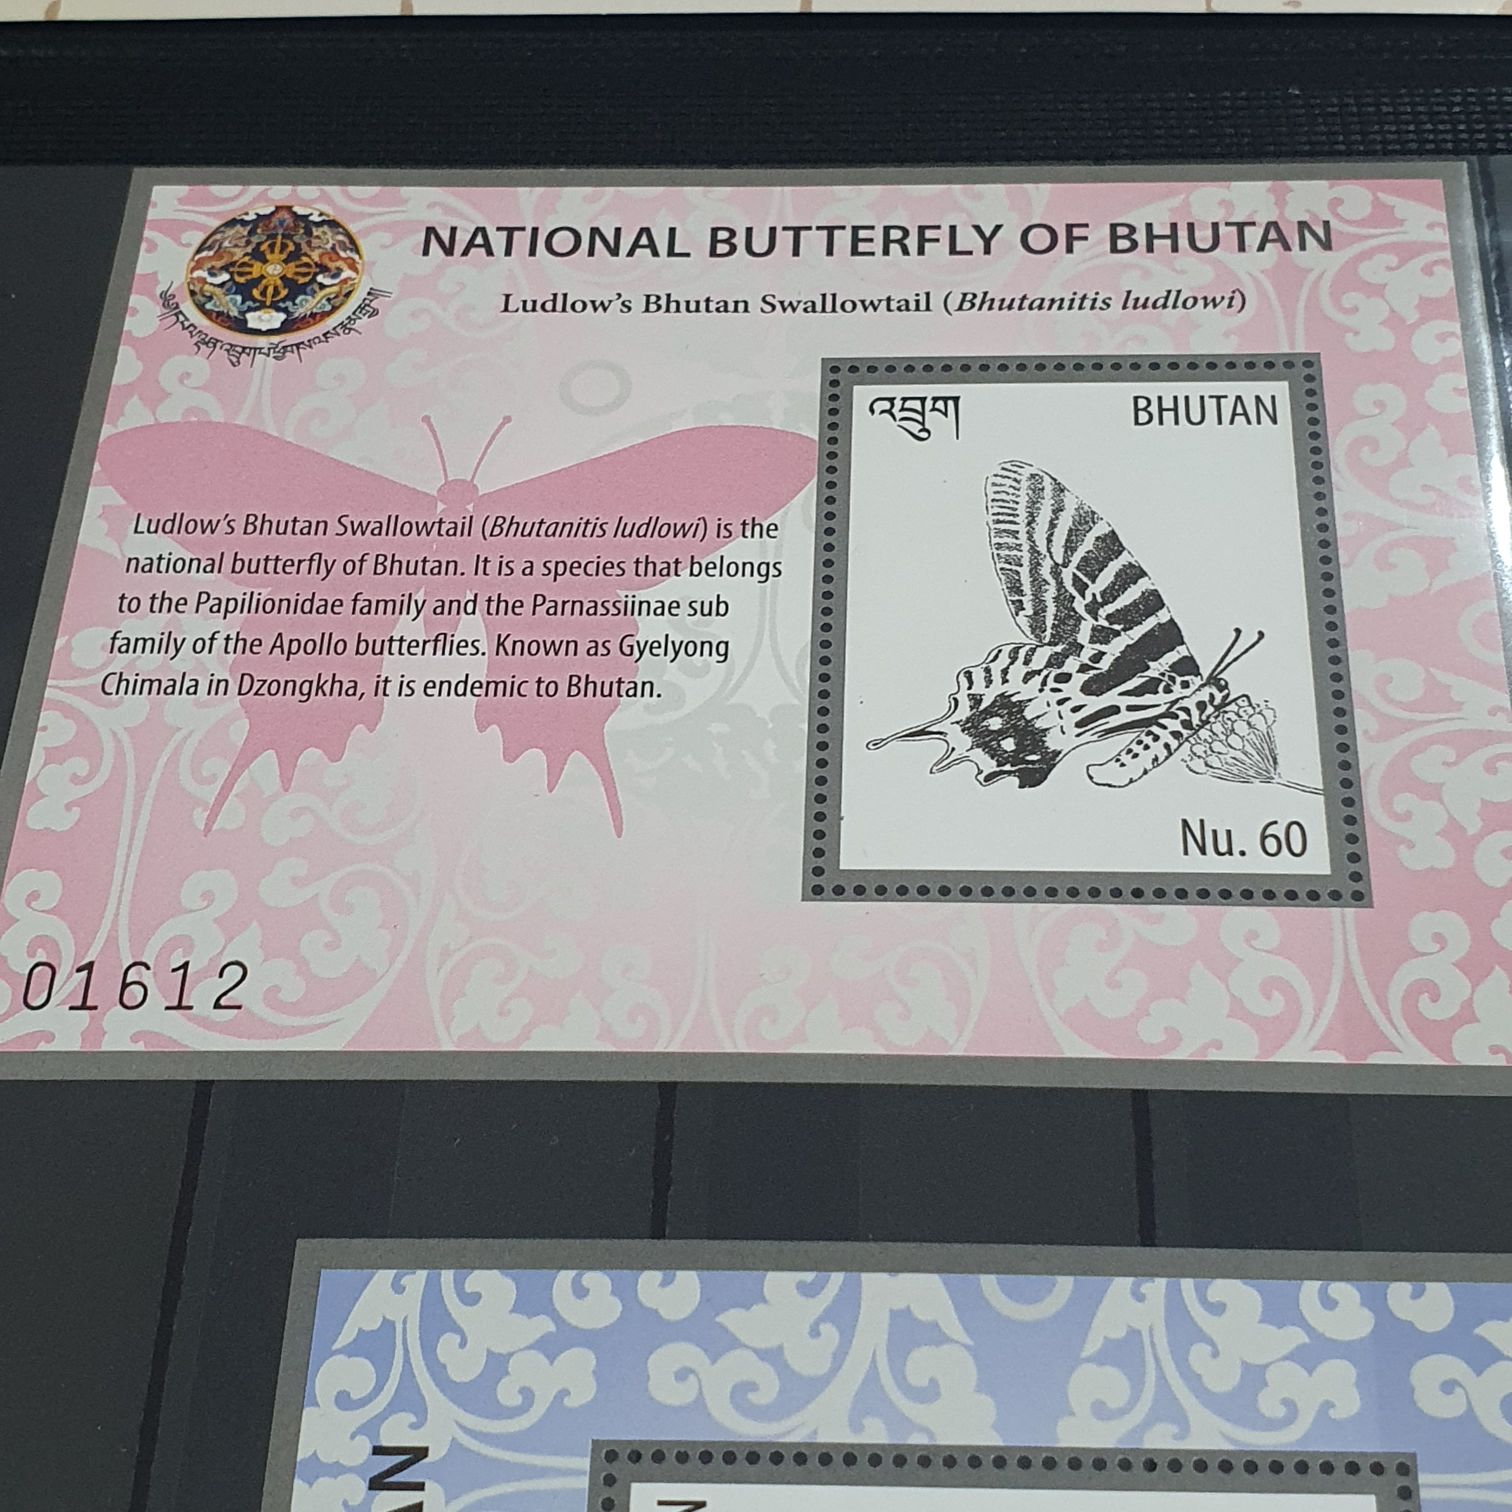 NATIONAL BUTTERFLY OF BHUTAN
Ludlow's Bhutan Swallowtail (Bhutanitis ludlowi)
འབྲུག
BHUTAN
Ludlow's Bhutan Swallowtail (Bhutanitis ludlowi) is the
national butterfly of Bhutan. It is a species that belongs
to the Papilionidae family and the Parnassiinae sub
family of the Apollo butterflies. Known as Gyelyong
Chimala in Dzongkha, it is endemic to Bhutan.
Nu. 60
01612